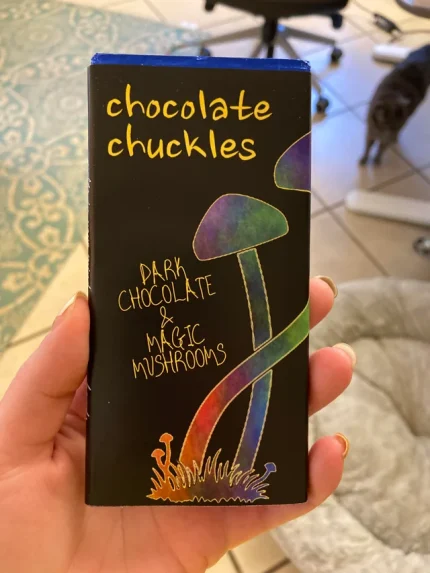 chocolate
chuckles
DARK
CHOCOLATE
&
MAGIC
MUSHROOMS